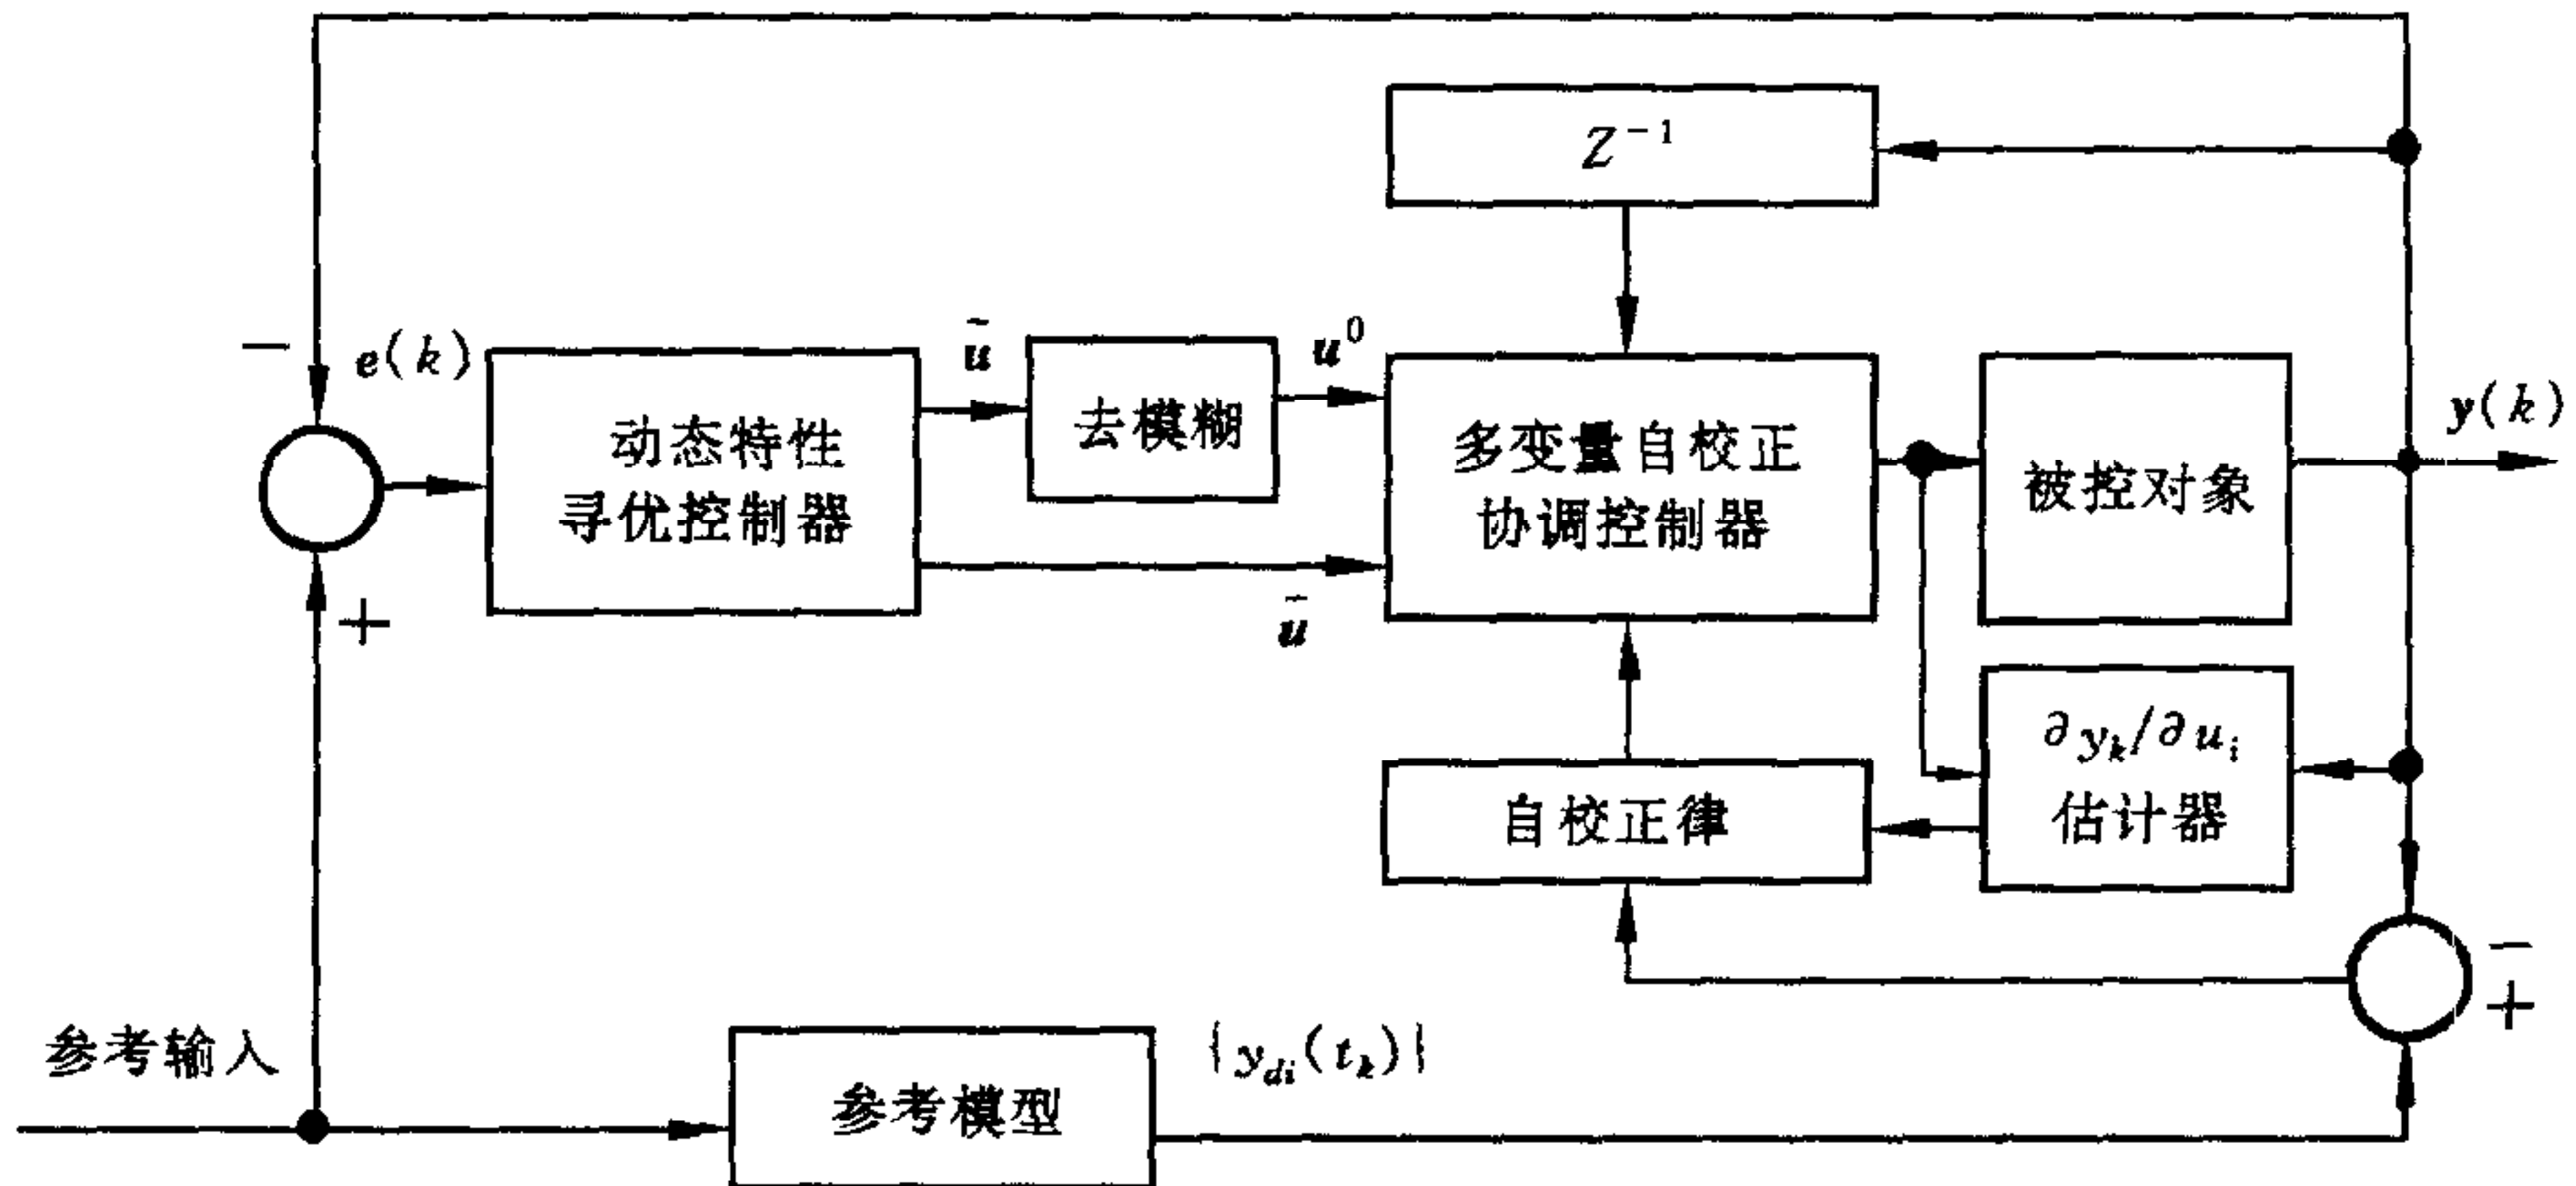 Z⁻¹
−
e(k)
ũ
u⁰
动态特性
寻优控制器
去模糊
多变量自校正
协调控制器
被控对象
y(k)
+
ū
∂yₖ/∂uᵢ
估计器
自校正律
−
+
参考输入
参考模型
{y_{di}(t_k)}